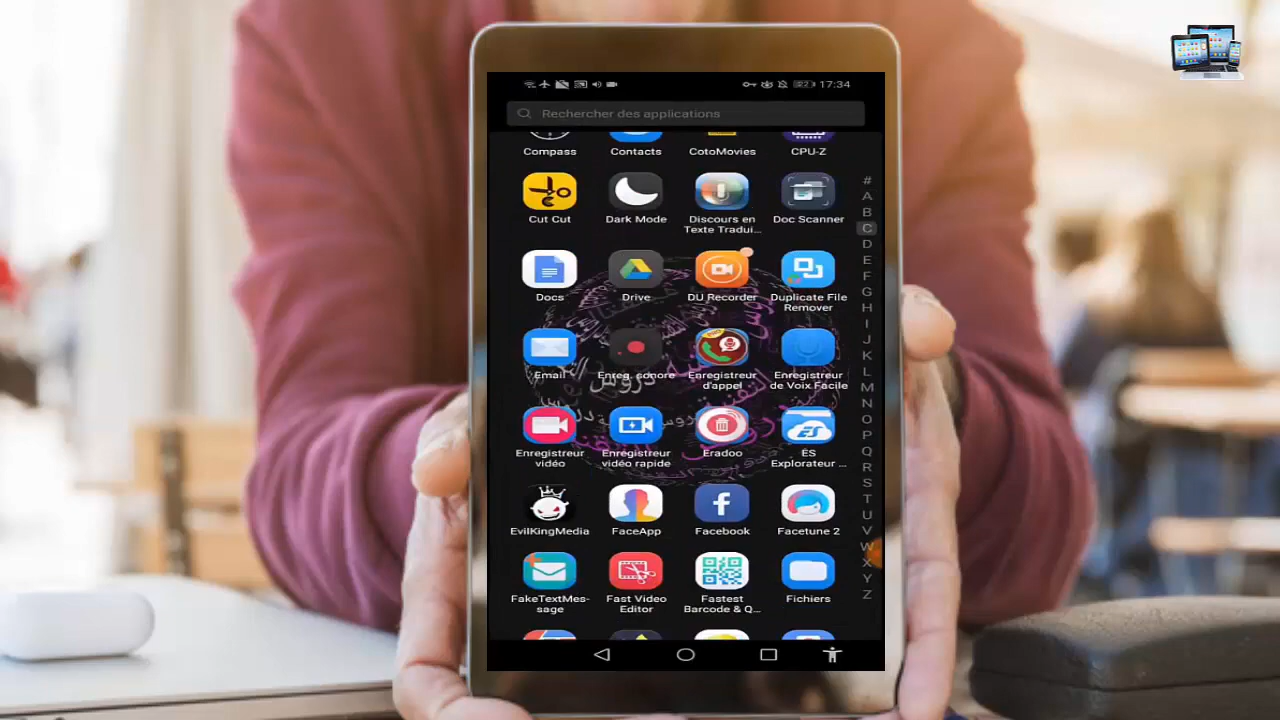 17:34
Rechercher des applications
Compass
Contacts
CotoMovies
CPU-Z
Cut Cut
Dark Mode
Discours en
Texte Tradui...
Doc Scanner
Docs
Drive
DU Recorder
Duplicate File
Remover
Email
Enreg. sonore
Enregistreur
d'appel
Enregistreur
de Voix Facile
Enregistreur
vidéo
Enregistreur
vidéo rapide
Eradoo
ES
ES
Explorateur ...
EvilKingMedia
FaceApp
Facebook
Facetune 2
FakeTextMes-
sage
Fast Video
Editor
Fastest
Barcode & Q...
Fichiers
#
A
B
C
D
E
F
G
H
I
J
K
L
M
N
O
P
Q
R
S
T
U
V
W
X
Y
Z
دروس